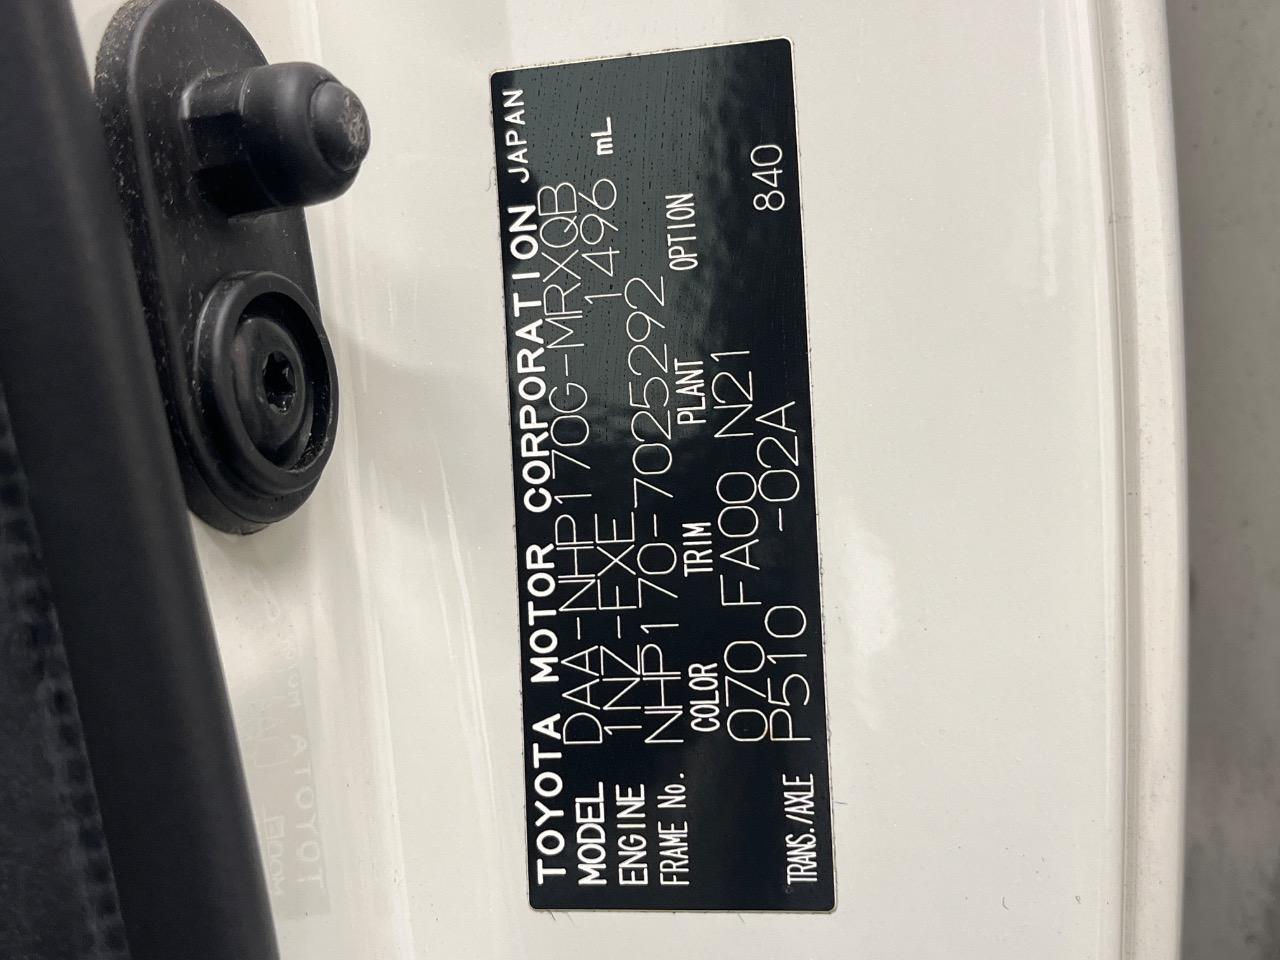 TOYOTA MOTOR CORPORATION JAPAN
MODEL DAA-NHP170G-MRXQB
ENGINE 1NZ-FXE 1496 mL
FRAME No. NHP170-7025292
COLOR TRIM PLANT OPTION
070 FA00 N21
TRANS./AXLE P510 -02A 840